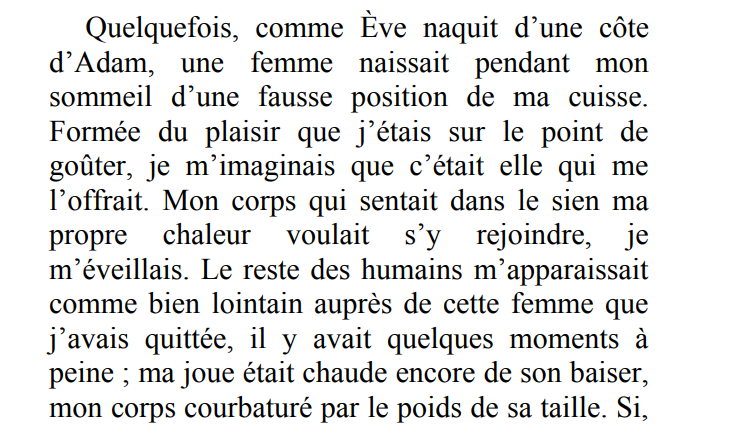 Quelquefois, comme Ève naquit d’une côte
d’Adam, une femme naissait pendant mon
sommeil d’une fausse position de ma cuisse.
Formée du plaisir que j’étais sur le point de
goûter, je m’imaginais que c’était elle qui me
l’offrait. Mon corps qui sentait dans le sien ma
propre chaleur voulait s’y rejoindre, je
m’éveillais. Le reste des humains m’apparaissait
comme bien lointain auprès de cette femme que
j’avais quittée, il y avait quelques moments à
peine ; ma joue était chaude encore de son baiser,
mon corps courbaturé par le poids de sa taille. Si,